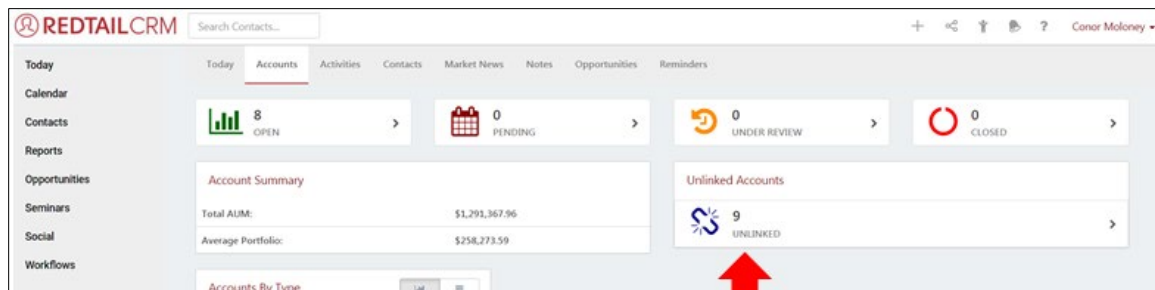 REDTAILCRM
Search Contacts...
?
Conor Moloney
Today
Calendar
Contacts
Reports
Opportunities
Seminars
Social
Workflows
Today Accounts Activities Contacts Market News Notes Opportunities Reminders
8
OPEN
0
PENDING
0
UNDER REVIEW
0
CLOSED
Account Summary
Total AUM: $1,291,367.96
Average Portfolio: $258,273.59
Unlinked Accounts
9
UNLINKED
Accounts By Type